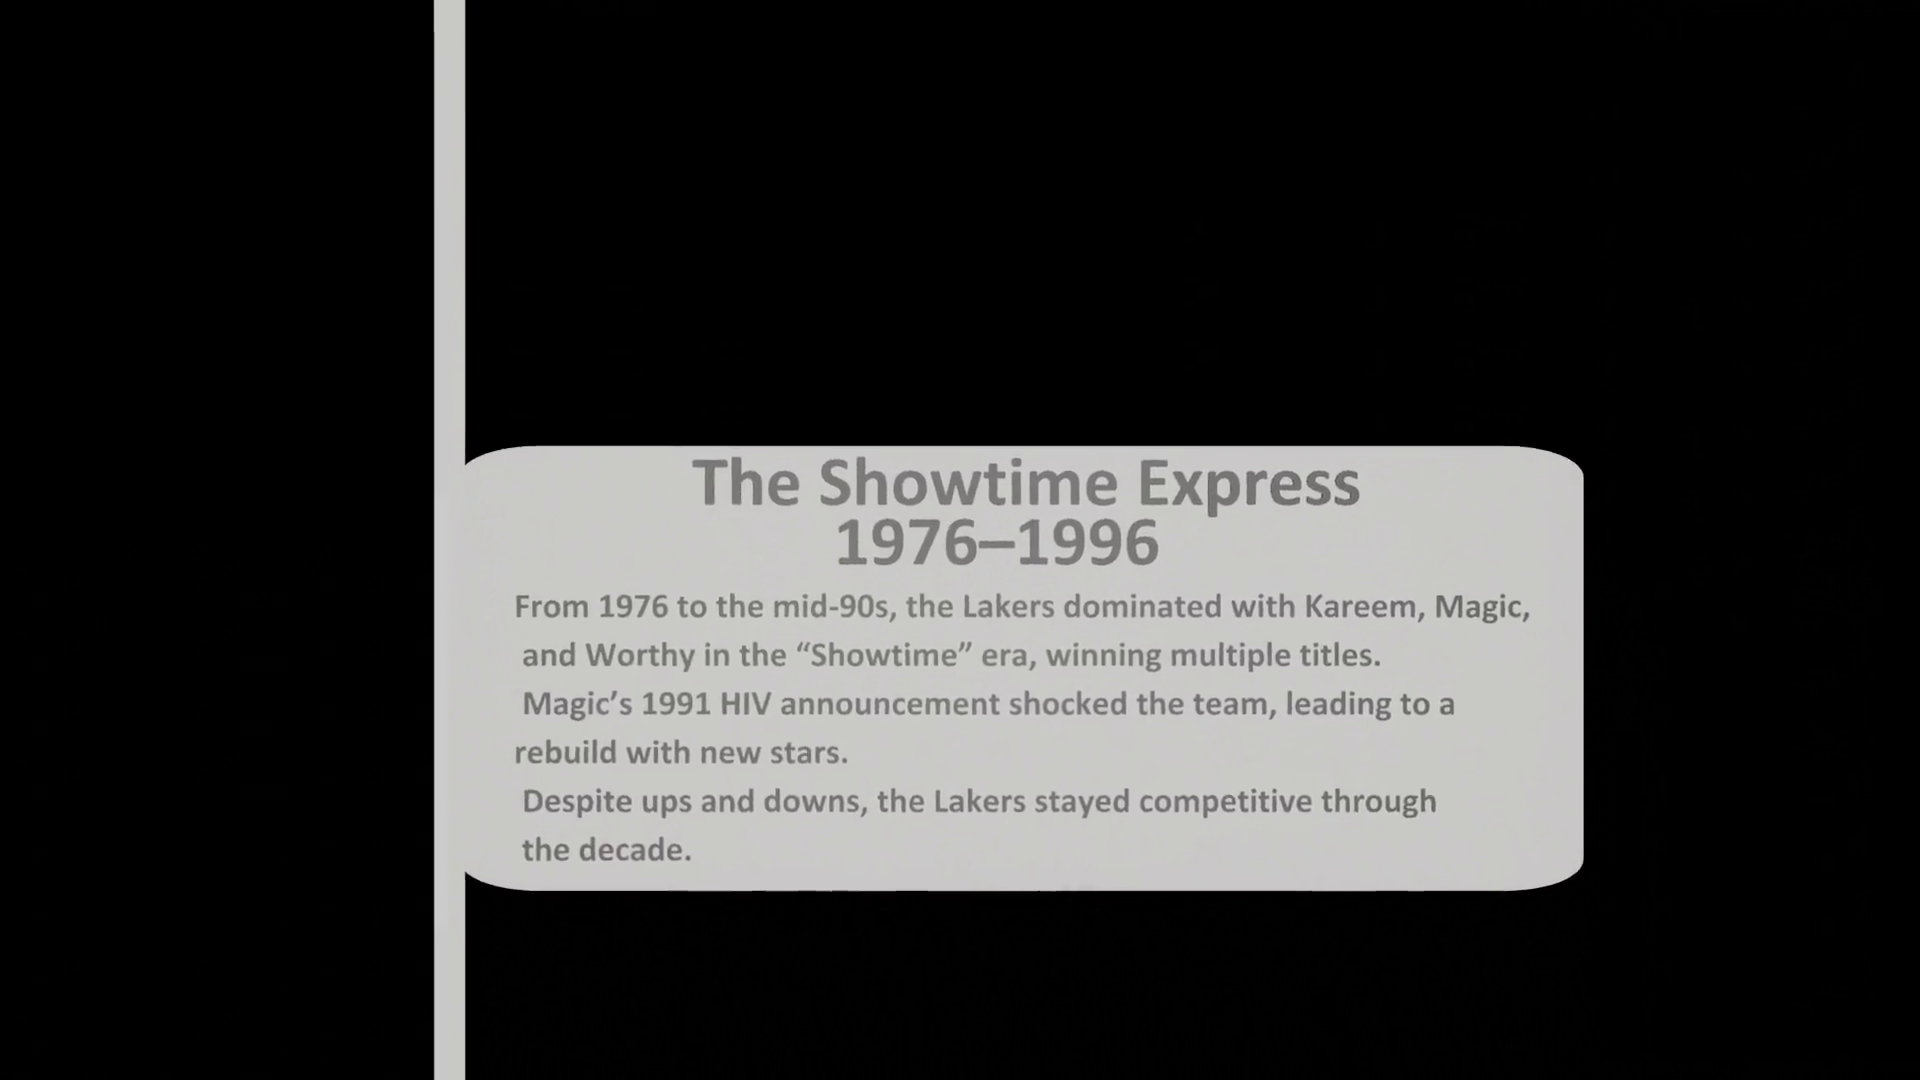 The Showtime Express
1976–1996
From 1976 to the mid-90s, the Lakers dominated with Kareem, Magic,
and Worthy in the “Showtime” era, winning multiple titles.
Magic’s 1991 HIV announcement shocked the team, leading to a
rebuild with new stars.
Despite ups and downs, the Lakers stayed competitive through
the decade.